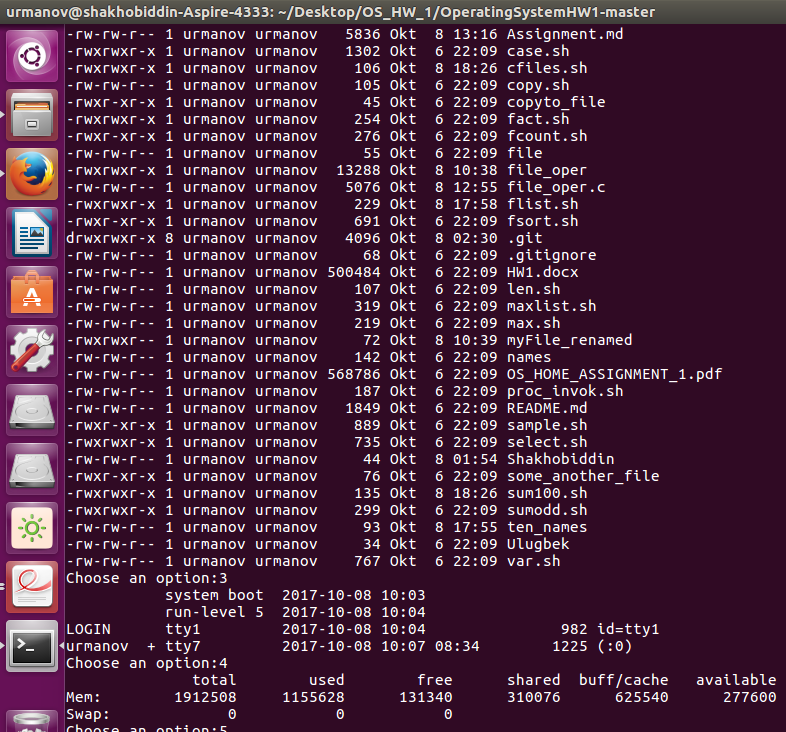 urmanov@shakhobiddin-Aspire-4333: ~/Desktop/OS_HW_1/OperatingSystemHW1-master
-rw-rw-r-- 1 urmanov urmanov   5836 Okt  8 13:16 Assignment.md
-rwxrwxr-x 1 urmanov urmanov   1302 Okt  6 22:09 case.sh
-rwxrwxr-x 1 urmanov urmanov    106 Okt  8 18:26 cfiles.sh
-rw-rw-r-- 1 urmanov urmanov    105 Okt  6 22:09 copy.sh
-rwxr-xr-x 1 urmanov urmanov     45 Okt  6 22:09 copyto_file
-rwxrwxr-x 1 urmanov urmanov    254 Okt  6 22:09 fact.sh
-rwxrwxr-x 1 urmanov urmanov    276 Okt  6 22:09 fcount.sh
-rw-rw-r-- 1 urmanov urmanov     55 Okt  6 22:09 file
-rwxrwxr-x 1 urmanov urmanov  13288 Okt  8 10:38 file_oper
-rw-rw-r-- 1 urmanov urmanov   5076 Okt  8 12:55 file_oper.c
-rwxrwxr-x 1 urmanov urmanov    229 Okt  8 17:58 flist.sh
-rwxr-xr-x 1 urmanov urmanov    691 Okt  6 22:09 fsort.sh
drwxrwxr-x 8 urmanov urmanov   4096 Okt  8 02:30 .git
-rw-rw-r-- 1 urmanov urmanov     68 Okt  6 22:09 .gitignore
-rw-rw-r-- 1 urmanov urmanov 500484 Okt  6 22:09 HW1.docx
-rw-rw-r-- 1 urmanov urmanov    107 Okt  6 22:09 len.sh
-rwxrwxr-x 1 urmanov urmanov    319 Okt  6 22:09 maxlist.sh
-rw-rw-r-- 1 urmanov urmanov    219 Okt  6 22:09 max.sh
-rwxrwxr-x 1 urmanov urmanov     72 Okt  8 10:39 myFile_renamed
-rw-rw-r-- 1 urmanov urmanov    142 Okt  6 22:09 names
-rw-rw-r-- 1 urmanov urmanov 568786 Okt  6 22:09 OS_HOME_ASSIGNMENT_1.pdf
-rw-rw-r-- 1 urmanov urmanov    187 Okt  6 22:09 proc_invok.sh
-rw-rw-r-- 1 urmanov urmanov   1849 Okt  6 22:09 README.md
-rwxr-xr-x 1 urmanov urmanov    889 Okt  6 22:09 sample.sh
-rwxrwxr-x 1 urmanov urmanov    735 Okt  6 22:09 select.sh
-rw-rw-r-- 1 urmanov urmanov     44 Okt  8 01:54 Shakhobiddin
-rwxr-xr-x 1 urmanov urmanov     76 Okt  6 22:09 some_another_file
-rwxrwxr-x 1 urmanov urmanov    135 Okt  8 18:26 sum100.sh
-rwxrwxr-x 1 urmanov urmanov    299 Okt  6 22:09 sumodd.sh
-rw-rw-r-- 1 urmanov urmanov     93 Okt  8 17:55 ten_names
-rw-rw-r-- 1 urmanov urmanov     34 Okt  6 22:09 Ulugbek
-rw-rw-r-- 1 urmanov urmanov    767 Okt  6 22:09 var.sh
Choose an option:3
           system boot  2017-10-08 10:03
           run-level 5  2017-10-08 10:04
LOGIN      tty1         2017-10-08 10:04               982 id=tty1
urmanov  + tty7         2017-10-08 10:07 08:34        1225 (:0)
Choose an option:4
              total        used        free      shared  buff/cache   available
Mem:        1912508     1155628      131340      310076      625540      277600
Swap:             0           0           0
Choose an option:5